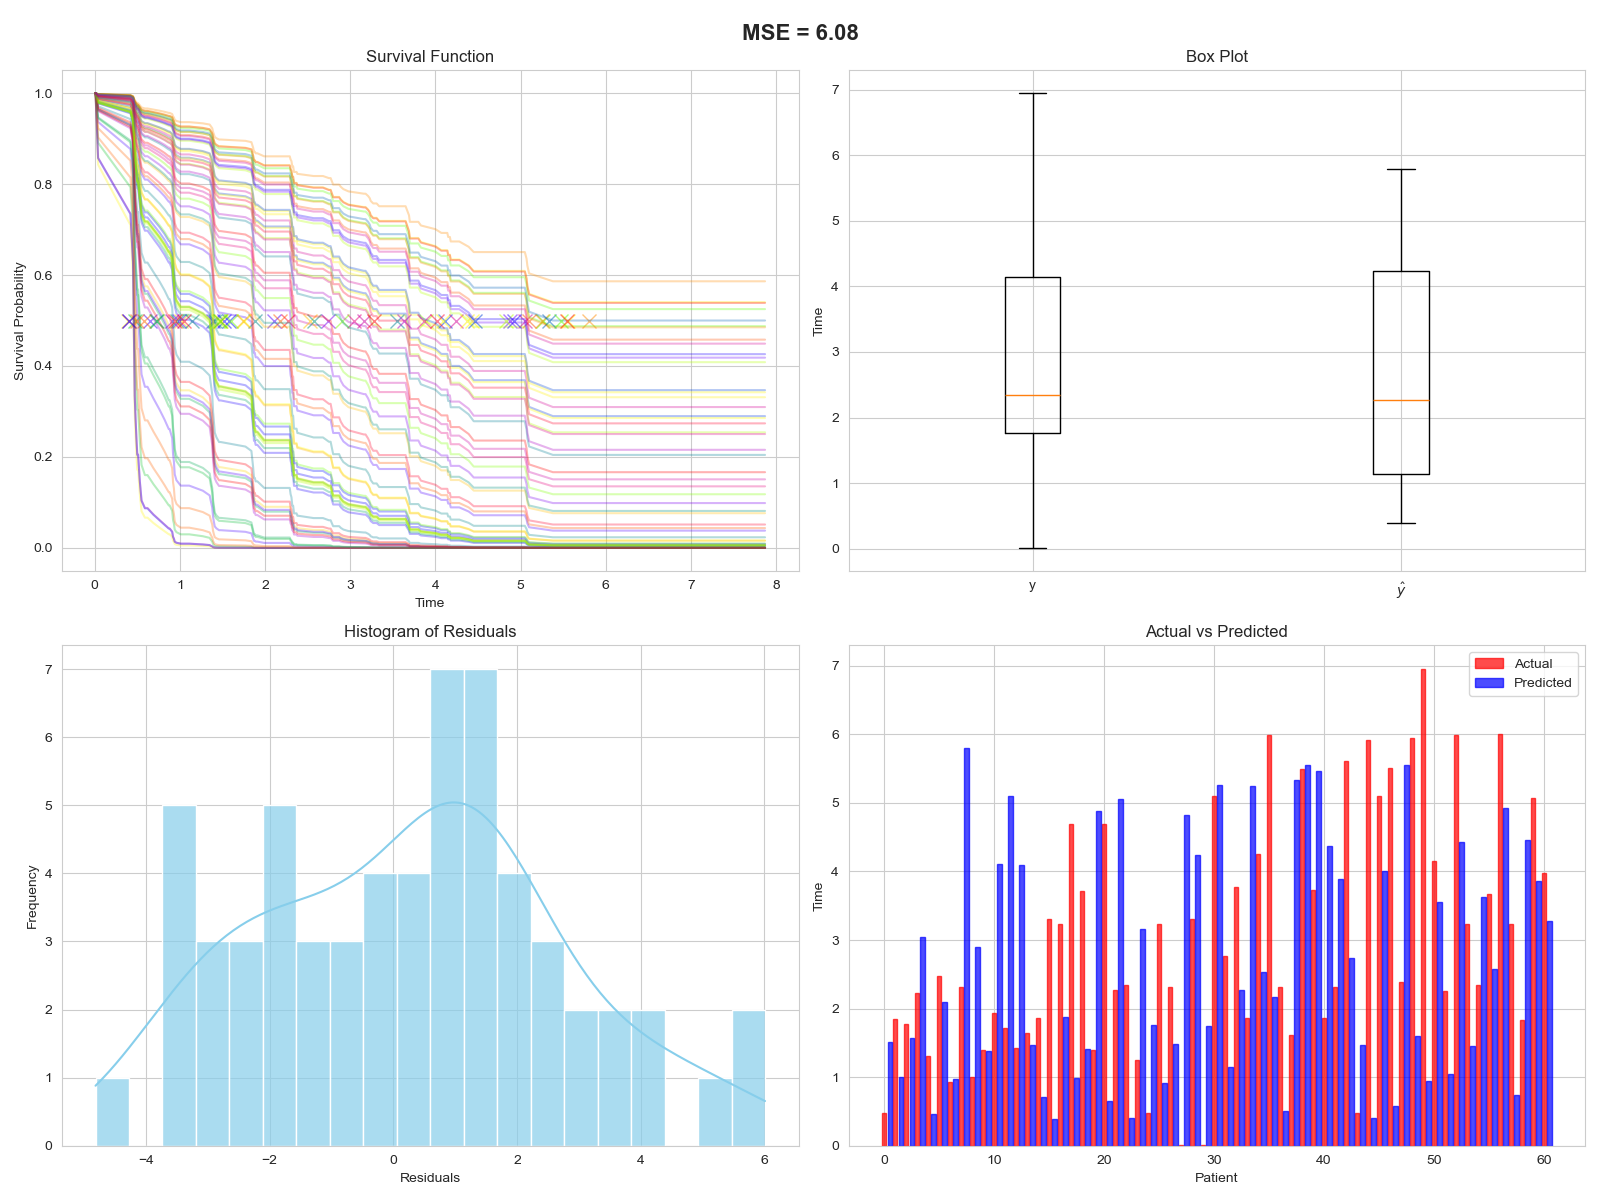 MSE = 6.08
Survival Function
Survival Probability
1.0
0.8
0.6
0.4
0.2
0.0
0 1 2 3 4 5 6 7 8
Time
Box Plot
Time
7
6
5
4
3
2
1
0
y ŷ
Histogram of Residuals
Frequency
7
6
5
4
3
2
1
0
−4 −2 0 2 4 6
Residuals
Actual vs Predicted
Time
7
6
5
4
3
2
1
0
Actual
Predicted
0 10 20 30 40 50 60
Patient